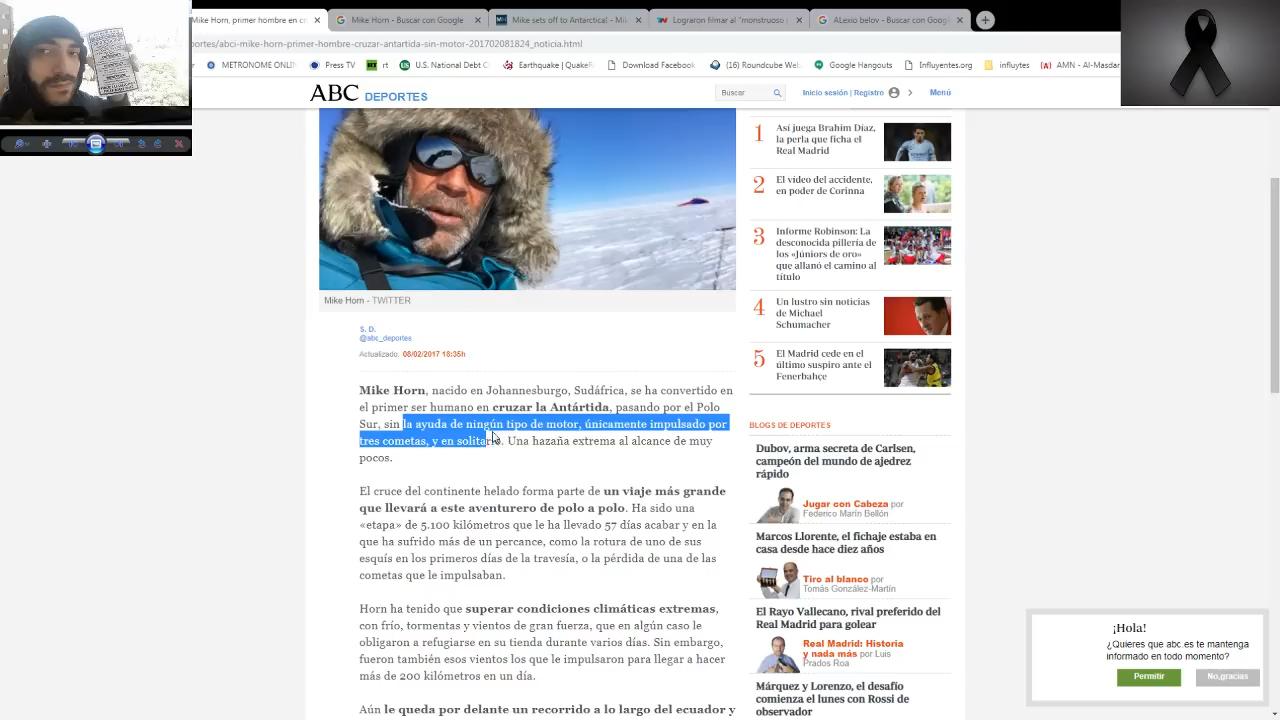 Mike Horn, primer hombre en cr
Mike Horn - Buscar con Google
Mike sets off to Antarctica! - Mi
Lograron filmar al "monstruoso
ALexio belov - Buscar con Goog
ortes/abci-mike-horn-primer-hombre-cruzar-antartida-sin-motor-201702081824_noticia.html
METRONOME ONLIN
Press TV
RT
rt
U.S. National Debt C
Earthquake | QuakeR
Download Facebook
(16) Roundcube Web
Google Hangouts
Influyentes.org
influytes
AMN - Al-Masdar
ABC DEPORTES
Buscar
Inicio sesión | Registro
Menú
Mike Horn - TWITTER
S. D.
@abc_deportes
Actualizado: 08/02/2017 18:35h
Mike Horn, nacido en Johannesburgo, Sudáfrica, se ha convertido en
el primer ser humano en cruzar la Antártida, pasando por el Polo
Sur, sin la ayuda de ningún tipo de motor, únicamente impulsado por
tres cometas, y en solitario. Una hazaña extrema al alcance de muy
pocos.
El cruce del continente helado forma parte de un viaje más grande
que llevará a este aventurero de polo a polo. Ha sido una
«etapa» de 5.100 kilómetros que le ha llevado 57 días acabar y en la
que ha sufrido más de un percance, como la rotura de uno de sus
esquís en los primeros días de la travesía, o la pérdida de una de las
cometas que le impulsaban.
Horn ha tenido que superar condiciones climáticas extremas,
con frío, tormentas y vientos de gran fuerza, que en algún caso le
obligaron a refugiarse en su tienda durante varios días. Sin embargo,
fueron también esos vientos los que le impulsaron para llegar a hacer
más de 200 kilómetros en un día.
Aún le queda por delante un recorrido a lo largo del ecuador y
1
Así juega Brahim Díaz,
la perla que ficha el
Real Madrid
2
El vídeo del accidente,
en poder de Corinna
3
Informe Robinson: La
desconocida pillería de
los «Júniors de oro»
que allanó el camino al
título
4
Un lustro sin noticias
de Michael
Schumacher
5
El Madrid cede en el
último suspiro ante el
Fenerbahçe
BLOGS DE DEPORTES
Dubov, arma secreta de Carlsen,
campeón del mundo de ajedrez
rápido
Jugar con Cabeza por
Federico Marín Bellón
Marcos Llorente, el fichaje estaba en
casa desde hace diez años
Tiro al blanco por
Tomás González-Martín
El Rayo Vallecano, rival preferido del
Real Madrid para golear
Real Madrid: Historia
y nada más por Luis
Prados Roa
Márquez y Lorenzo, el desafío
comienza el lunes con Rossi de
observador
¡Hola!
¿Quieres que abc.es te mantenga
informado en todo momento?
Permitir
No,gracias